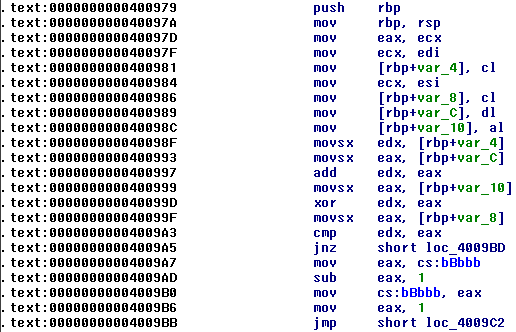 .text:0000000000400979 push rbp
.text:000000000040097A mov rbp, rsp
.text:000000000040097D mov eax, ecx
.text:000000000040097F mov ecx, edi
.text:0000000000400981 mov [rbp+var_4], cl
.text:0000000000400984 mov ecx, esi
.text:0000000000400986 mov [rbp+var_8], cl
.text:0000000000400989 mov [rbp+var_C], dl
.text:000000000040098C mov [rbp+var_10], al
.text:000000000040098F movsx edx, [rbp+var_4]
.text:0000000000400993 movsx eax, [rbp+var_C]
.text:0000000000400997 add edx, eax
.text:0000000000400999 movsx eax, [rbp+var_10]
.text:000000000040099D xor edx, eax
.text:000000000040099F movsx eax, [rbp+var_8]
.text:00000000004009A3 cmp edx, eax
.text:00000000004009A5 jnz short loc_4009BD
.text:00000000004009A7 mov eax, cs:bBbbb
.text:00000000004009AD sub eax, 1
.text:00000000004009B0 mov cs:bBbbb, eax
.text:00000000004009B6 mov eax, 1
.text:00000000004009BB jmp short loc_4009C2